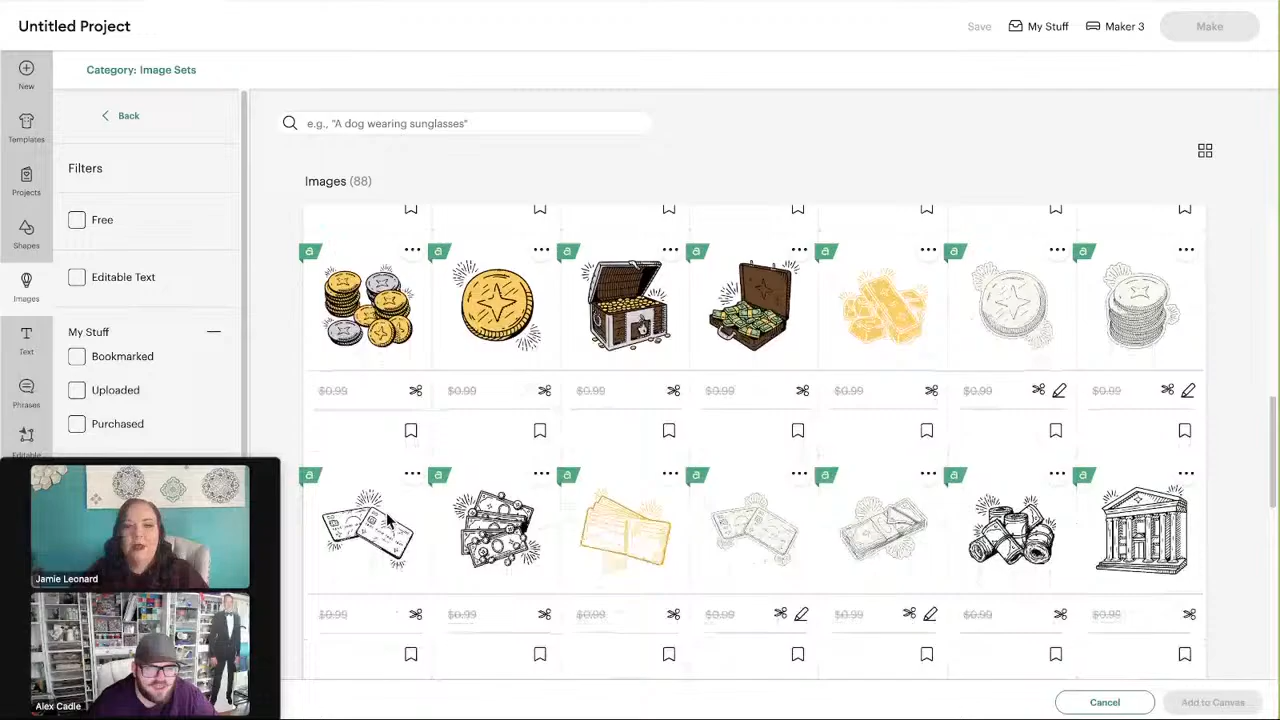 Untitled Project
Save
My Stuff
Maker 3
Make
Category: Image Sets
New
Templates
Projects
Shapes
Images
Text
Phrases
Editable
Back
Filters
Free
Editable Text
My Stuff
Bookmarked
Uploaded
Purchased
e.g., "A dog wearing sunglasses"
Images (88)
a a a a a a a
$0.99 $0.99 $0.99 $0.99 $0.99 $0.99 $0.99
a a a a a a a
$0.99 $0.99 $0.99 $0.99 $0.99 $0.99 $0.99
Jamie Leonard
Alex Cadle
Cancel
Add to Canvas